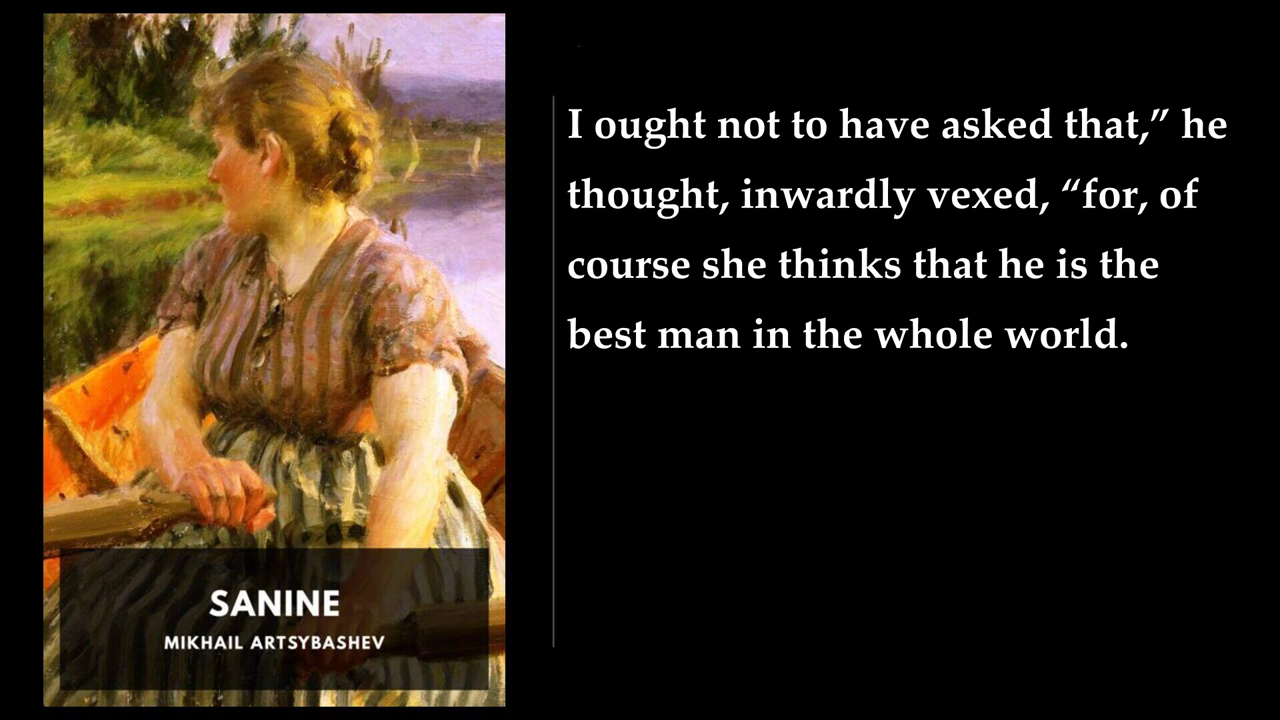 I ought not to have asked that,” he
thought, inwardly vexed, “for, of
course she thinks that he is the
best man in the whole world.
SANINE
MIKHAIL ARTSYBASHEV